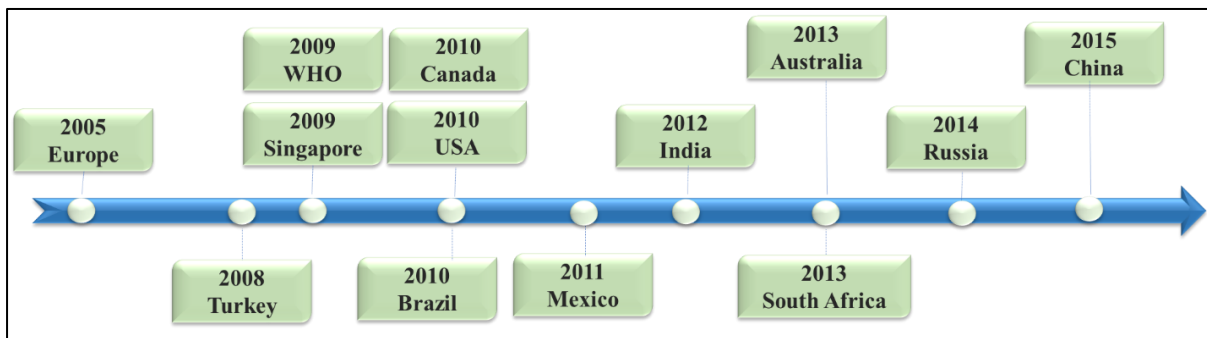 2005
Europe
2008
Turkey
2009
WHO
2009
Singapore
2010
Canada
2010
USA
2010
Brazil
2011
Mexico
2012
India
2013
Australia
2013
South Africa
2014
Russia
2015
China